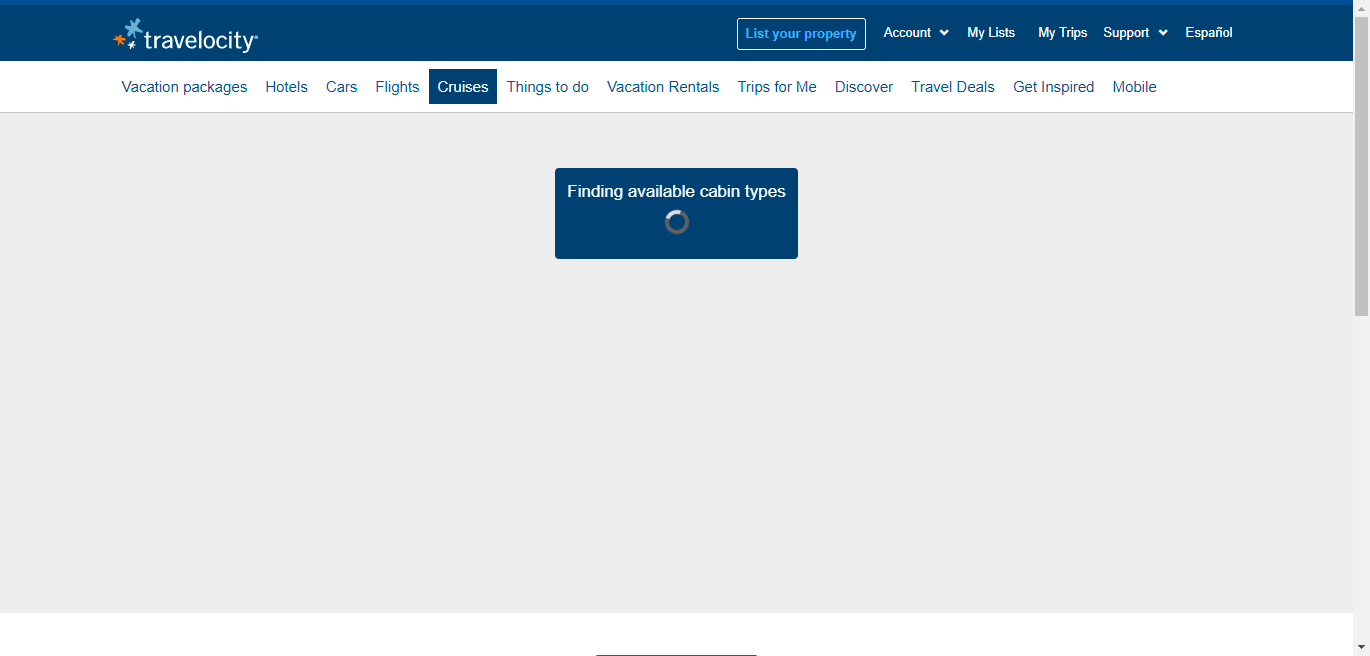 travelocity
List your property
Account
My Lists
My Trips
Support
Español
Vacation packages
Hotels
Cars
Flights
Cruises
Things to do
Vacation Rentals
Trips for Me
Discover
Travel Deals
Get Inspired
Mobile
Finding available cabin types